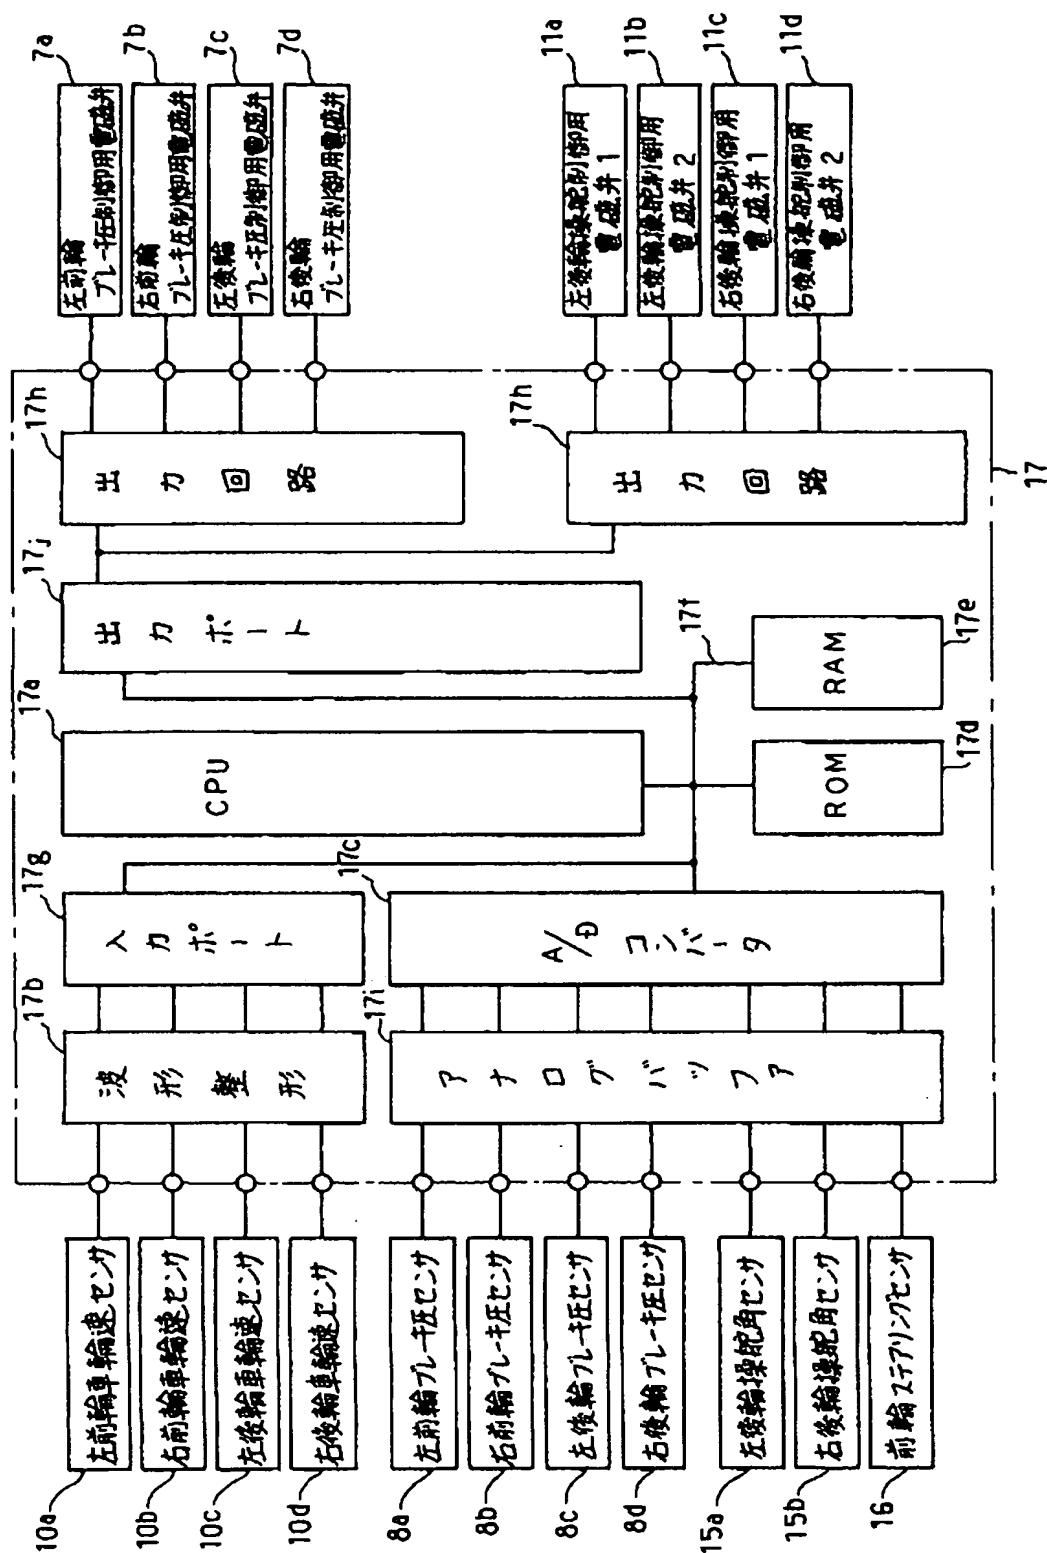 10a
左前輪車輪速センサ
10b
右前輪車輪速センサ
10c
左後輪車輪速センサ
10d
右後輪車輪速センサ
8a
左前輪ブレーキ圧センサ
8b
右前輪ブレーキ圧センサ
8c
左後輪ブレーキ圧センサ
8d
右後輪ブレーキ圧センサ
15a
左後輪操舵角センサ
15b
右後輪操舵角センサ
16
前輪ステアリングセンサ
17b
波形整形
17i
アナログバッファ
17g
入力ポート
17c
A/Dコンバータ
17a
CPU
ROM
17d
RAM
17e
17f
17j
出力ポート
17h
出力回路
17h
出力回路
17
7a
左前輪
ブレーキ圧制御用電磁弁
7b
右前輪
ブレーキ圧制御用電磁弁
7c
左後輪
ブレーキ圧制御用電磁弁
7d
右後輪
ブレーキ圧制御用電磁弁
11a
左後輪操舵制御用
電磁弁1
11b
左後輪操舵制御用
電磁弁2
11c
右後輪操舵制御用
電磁弁1
11d
右後輪操舵制御用
電磁弁2